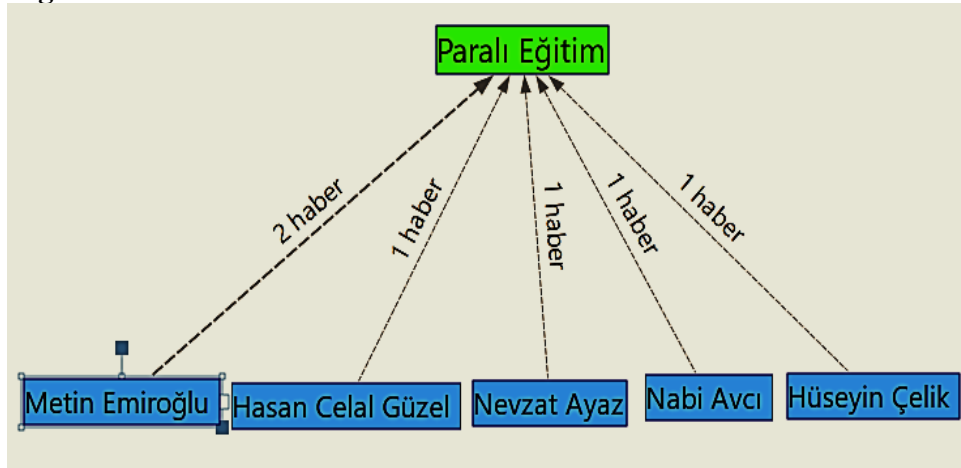 Paralı Eğitim
2 haber
1 haber
1 haber
1 haber
1 haber
Metin Emiroğlu
Hasan Celal Güzel
Nevzat Ayaz
Nabi Avcı
Hüseyin Çelik